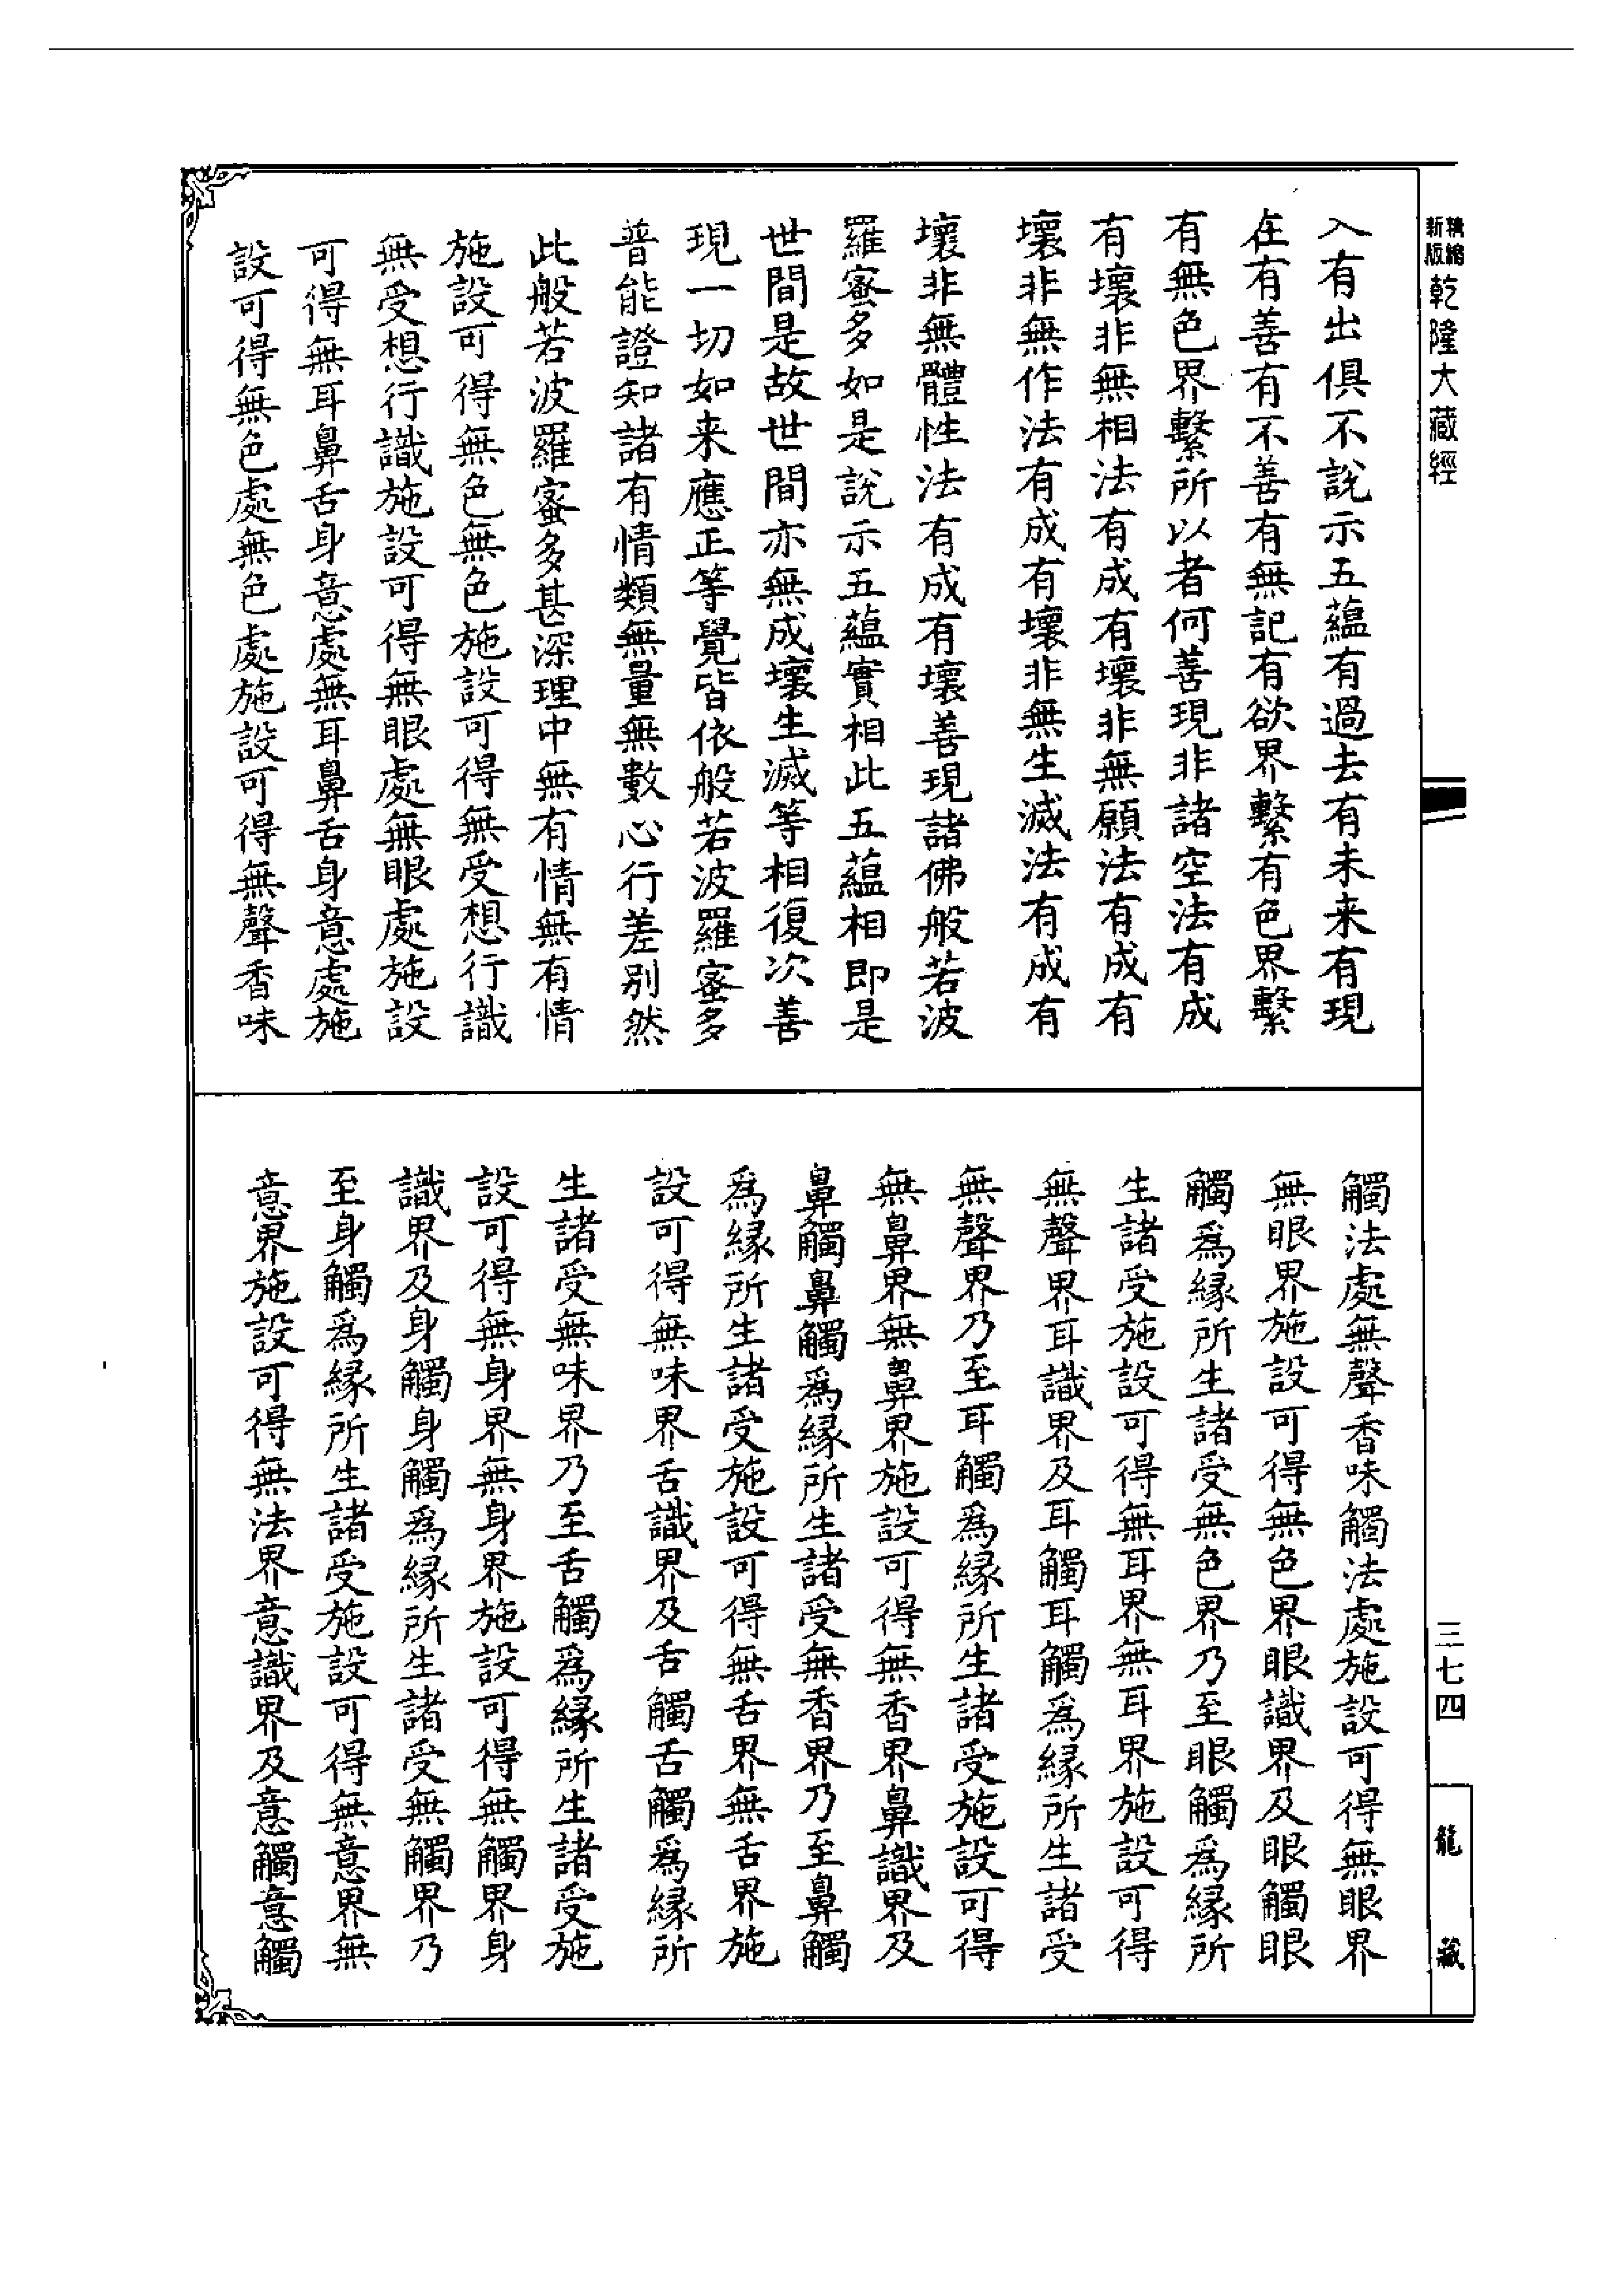 精縮新版乾隆大藏經
入有出俱不說示五蘊有過去有未来有現
在有善有不善有無記有欲界繫有色界繫
有無色界繫所以者何善現非諸空法有成
有壞非無相法有成有壞非無願法有成有
壞非無作法有成有壞非無生滅法有成有
壞非無體性法有成有壞善現諸佛般若波
羅蜜多如是說示五蘊實相此五蘊相即是
世間是故世間亦無成壞生滅等相復次善
現一切如来應正等覺皆依般若波羅蜜多
普能證知諸有情類無量無數心行差別然
此般若波羅蜜多甚深理中無有情無有情
施設可得無色無色施設可得無受想行識
無受想行識施設可得無眼處無眼處施設
可得無耳鼻舌身意處無耳鼻舌身意處施
設可得無色處無色處施設可得無聲香味
觸法處無聲香味觸法處施設可得無眼界
無眼界施設可得無色界眼識界及眼觸眼
觸爲縁所生諸受無色界乃至眼觸爲縁所
生諸受施設可得無耳界無耳界施設可得
無聲界耳識界及耳觸耳觸爲縁所生諸受
無聲界乃至耳觸爲縁所生諸受施設可得
無鼻界無鼻界施設可得無香界鼻識界及
鼻觸鼻觸爲縁所生諸受無香界乃至鼻觸
爲縁所生諸受施設可得無舌界無舌界施
設可得無味界舌識界及舌觸舌觸爲縁所
生諸受無味界乃至舌觸爲縁所生諸受施
設可得無身界無身界施設可得無觸界身
識界及身觸身觸爲縁所生諸受無觸界乃
至身觸爲縁所生諸受施設可得無意界無
意界施設可得無法界意識界及意觸意觸
三七四
龍藏